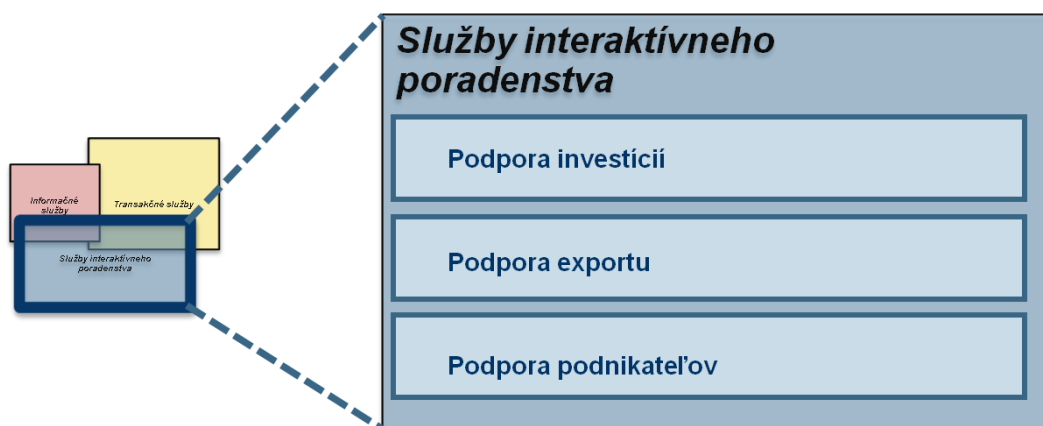 Služby interaktívneho
poradenstva
Podpora investícií
Podpora exportu
Podpora podnikateľov
Informačné
služby
Transakčné služby
Služby interaktívneho
poradenstva